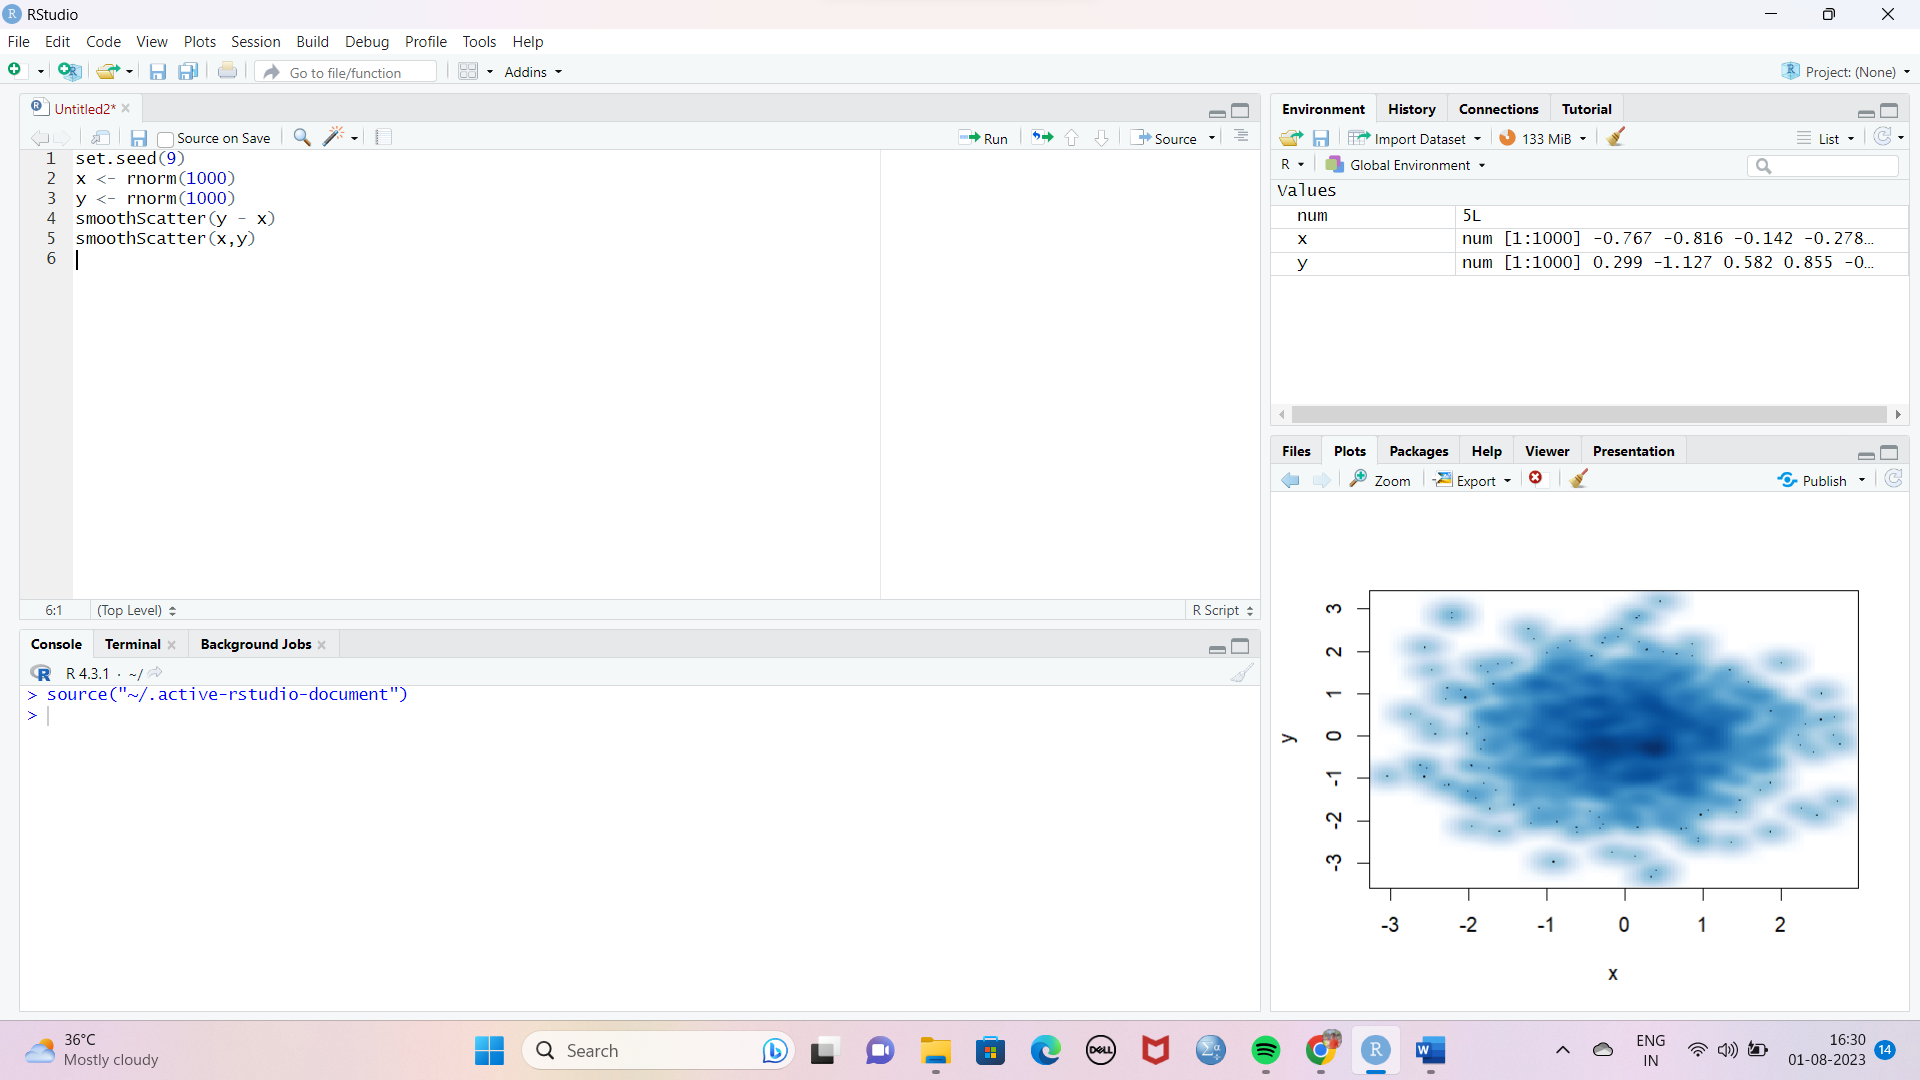 RStudio
File Edit Code View Plots Session Build Debug Profile Tools Help
Go to file/function Addins Project: (None)
Untitled2*
Source on Save Run Source
1 set.seed(9)
2 x <- rnorm(1000)
3 y <- rnorm(1000)
4 smoothScatter(y - x)
5 smoothScatter(x,y)
6
6:1 (Top Level) R Script
Console Terminal Background Jobs
R 4.3.1 · ~/
> source("~/.active-rstudio-document")
>
Environment History Connections Tutorial
Import Dataset 133 MiB List
R Global Environment
Values
num 5L
x num [1:1000] -0.767 -0.816 -0.142 -0.278…
y num [1:1000] 0.299 -1.127 0.582 0.855 -0…
Files Plots Packages Help Viewer Presentation
Zoom Export Publish
3
2
1
0
-1
-2
-3
y
-3 -2 -1 0 1 2
x
36°C
Mostly cloudy
Search
DELL
ENG
IN
16:30
01-08-2023
14